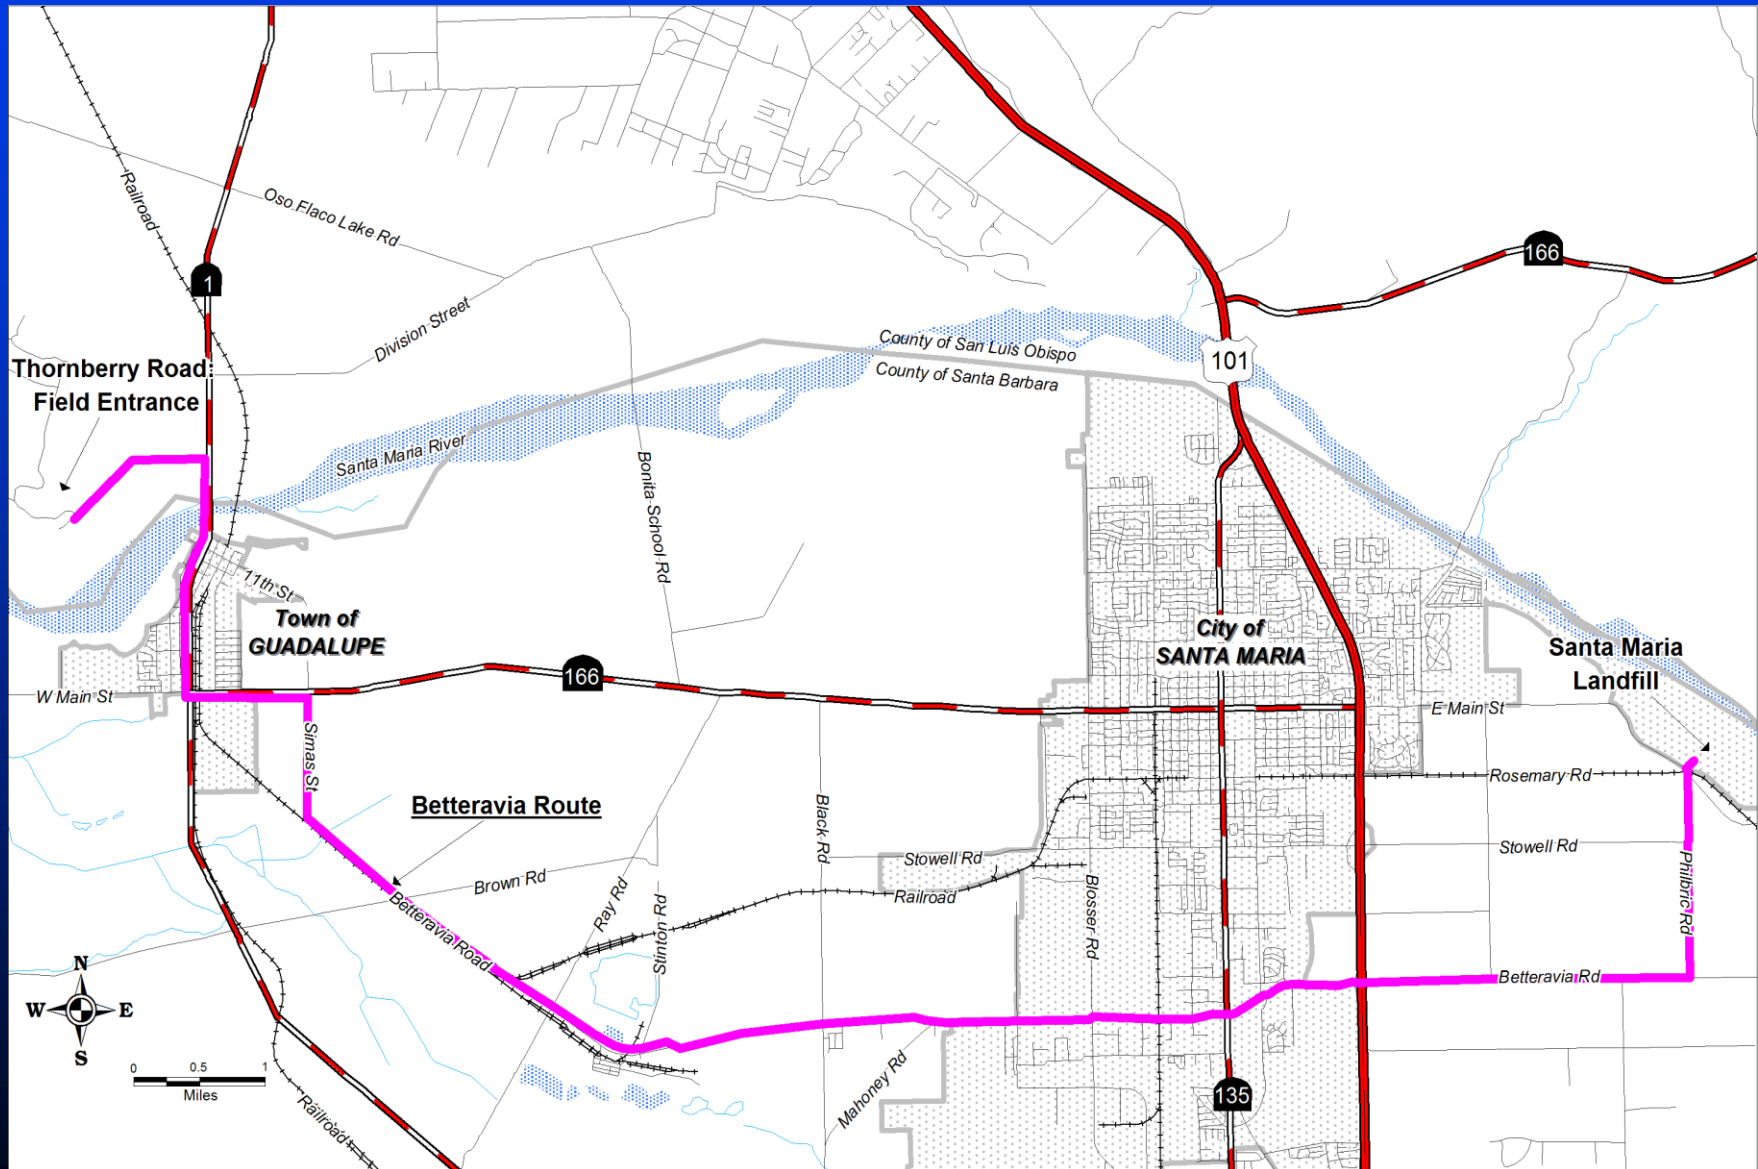 Railroad
Oso Flaco Lake Rd
1
166
Division Street
County of San Luis Obispo
County of Santa Barbara
101
Thornberry Road
Field Entrance
Santa Maria River
Bonita School Rd
11th St
Town of
GUADALUPE
City of
SANTA MARIA
Santa Maria
Landfill
166
W Main St
E Main St
Simas St
Rosemary Rd
Betteravia Route
Black Rd
Stowell Rd
Stowell Rd
Philbric Rd
Brown Rd
Ray Rd
Railroad
Blosser Rd
Betteravia Road
Stinton Rd
Betteravia Rd
N
W
E
S
0 0.5 1
Miles
Mahoney Rd
135
Railroad